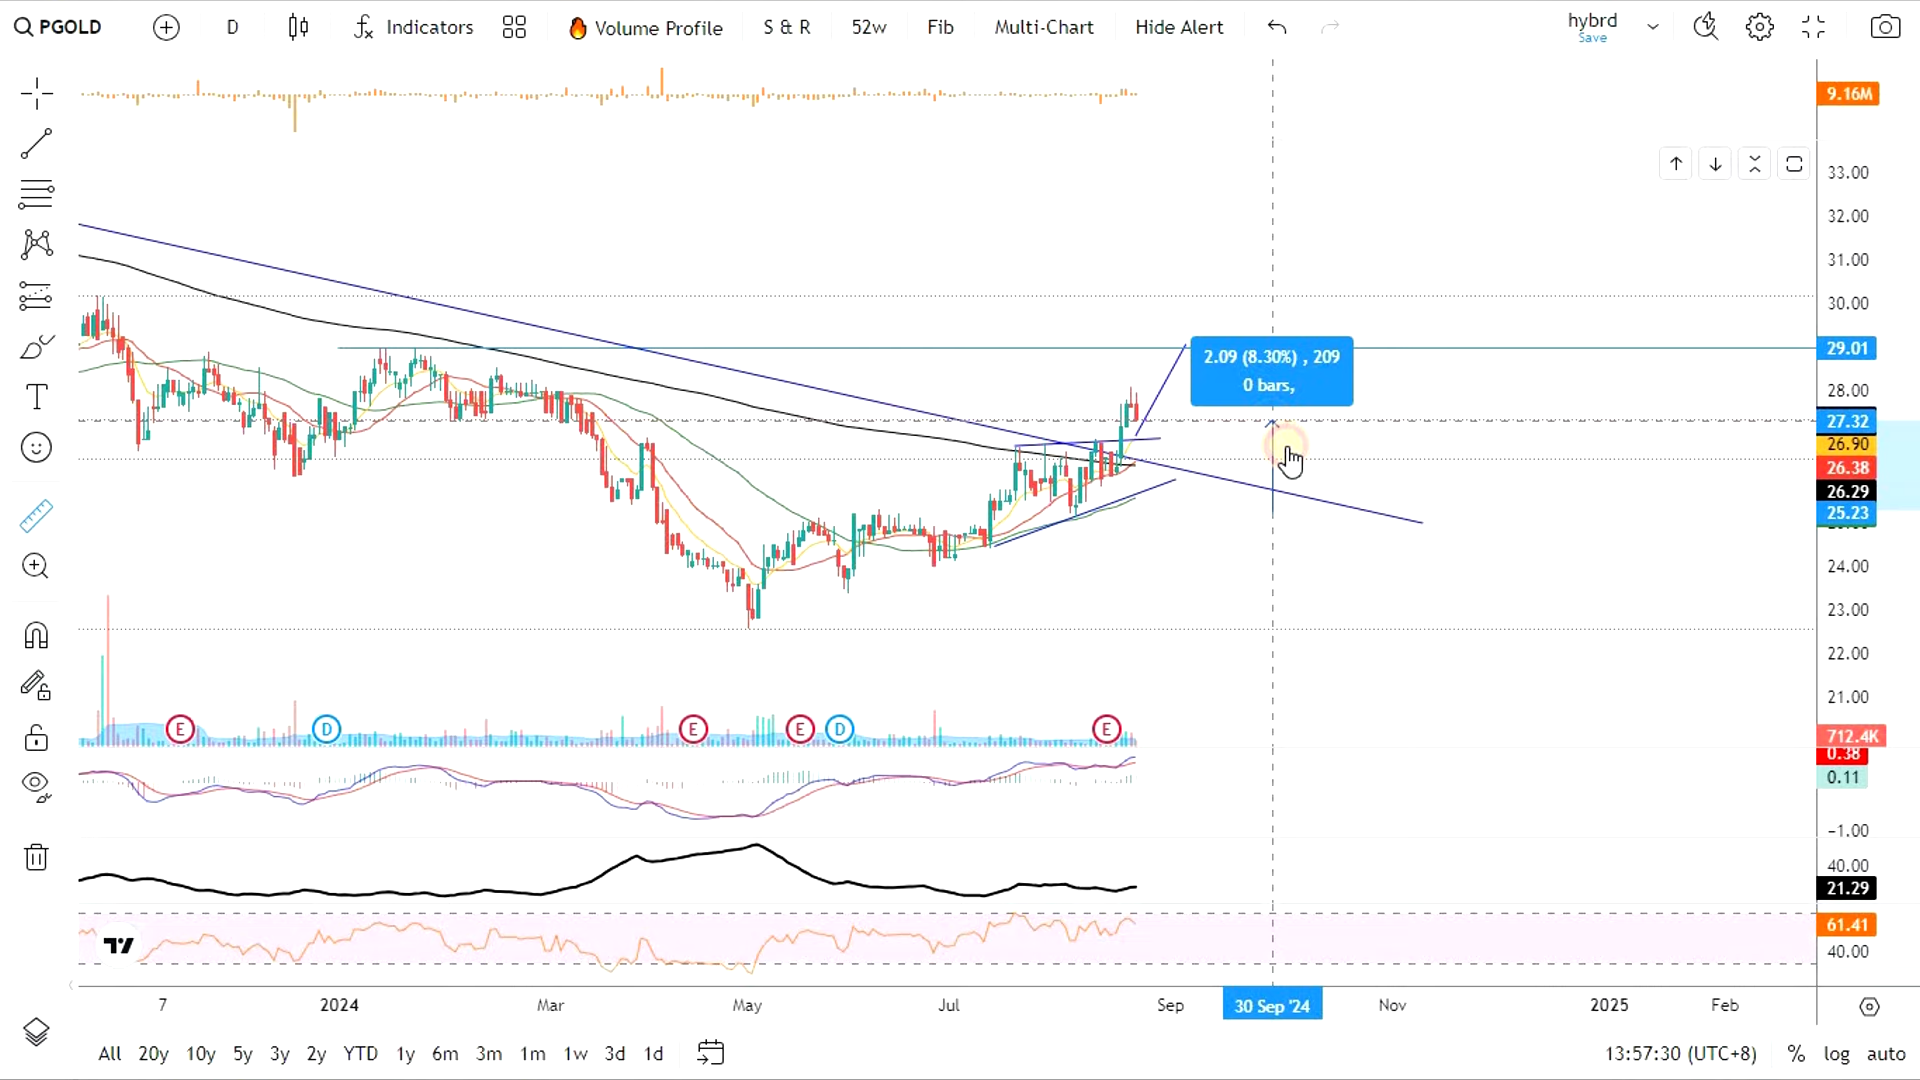 PGOLD D Indicators Volume Profile S & R 52w Fib Multi-Chart Hide Alert hybrd
Save
9.16M
33.00
32.00
31.00
30.00
29.01
2.09 (8.30%) , 209
0 bars,
28.00
27.32
26.90
26.38
26.29
25.23
24.00
23.00
22.00
21.00
E D E E D E
712.4K
0.38
0.11
-1.00
40.00
21.29
61.41
40.00
7 2024 Mar May Jul Sep 30 Sep '24 Nov 2025 Feb
All 20y 10y 5y 3y 2y YTD 1y 6m 3m 1m 1w 3d 1d 13:57:30 (UTC+8) % log auto